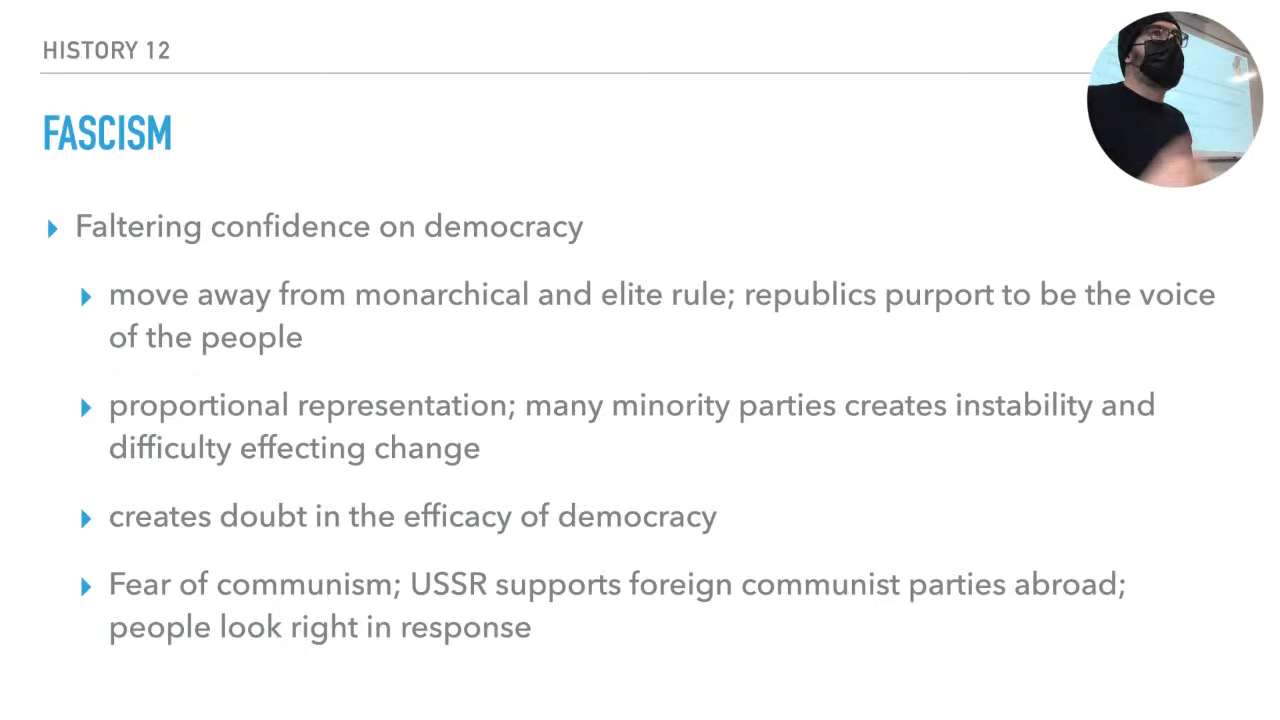 HISTORY 12
FASCISM
Faltering confidence on democracy
move away from monarchical and elite rule; republics purport to be the voice
of the people
proportional representation; many minority parties creates instability and
difficulty effecting change
creates doubt in the efficacy of democracy
Fear of communism; USSR supports foreign communist parties abroad;
people look right in response